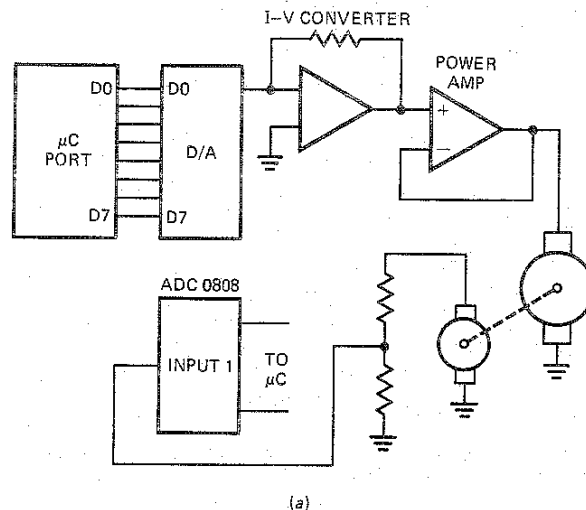 I–V CONVERTER
POWER
AMP
D0
D0
+
μC
PORT
D/A
−
D7
D7
ADC 0808
INPUT 1
TO
μC
(a)